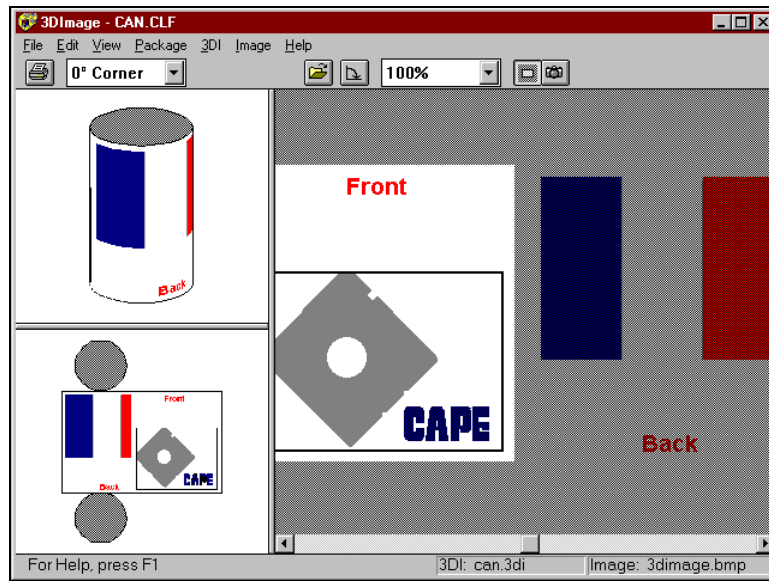 3DImage - CAN.CLF
File Edit View Package 3DI Image Help
0° Corner 100%
Back
Front
CAPE
Back
Front
Back
CAPE
For Help, press F1 3DI: can.3di Image: 3dimage.bmp